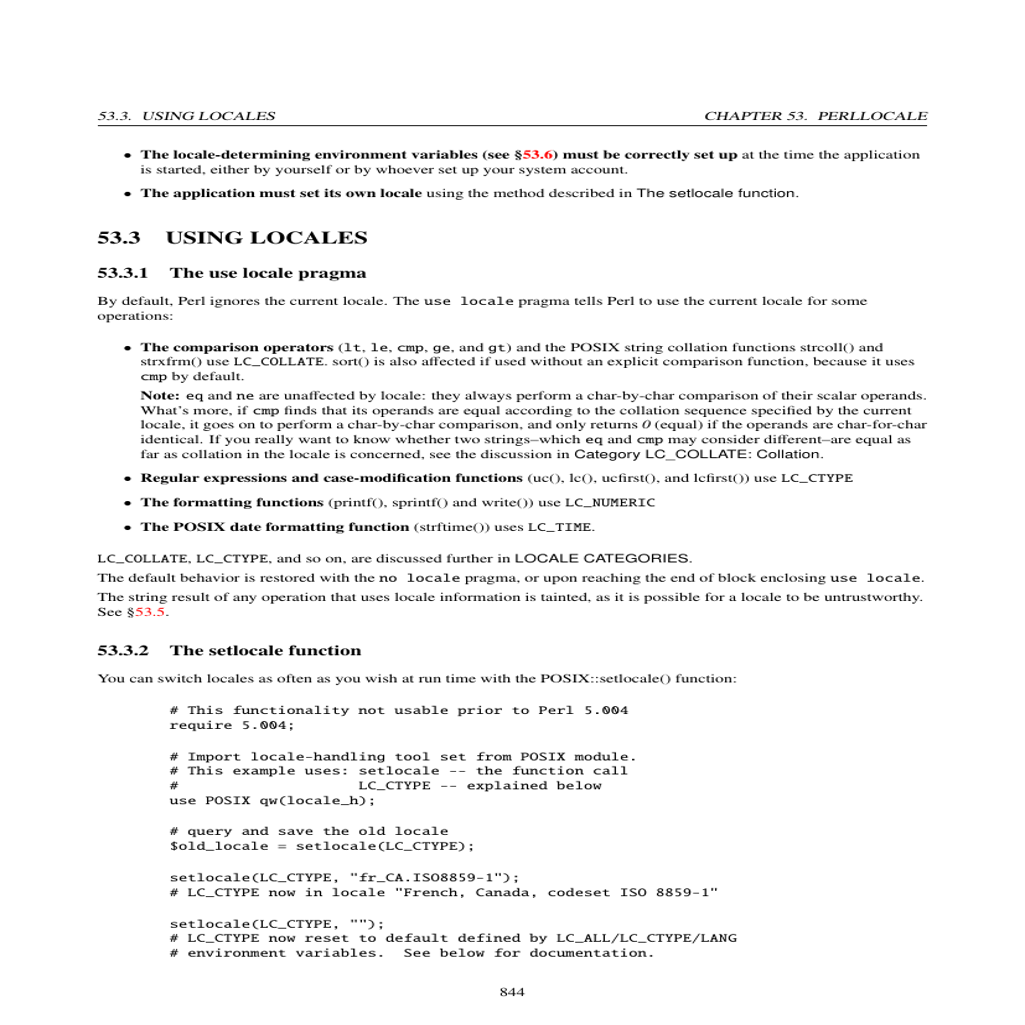 53.3. USING LOCALES CHAPTER 53. PERLLOCALE
• The locale-determining environment variables (see §53.6) must be correctly set up at the time the application
is started, either by yourself or by whoever set up your system account.
• The application must set its own locale using the method described in The setlocale function.
53.3 USING LOCALES
53.3.1 The use locale pragma
By default, Perl ignores the current locale. The use locale pragma tells Perl to use the current locale for some
operations:
• The comparison operators (lt, le, cmp, ge, and gt) and the POSIX string collation functions strcoll() and
strxfrm() use LC_COLLATE. sort() is also affected if used without an explicit comparison function, because it uses
cmp by default.
Note: eq and ne are unaffected by locale: they always perform a char-by-char comparison of their scalar operands.
What's more, if cmp finds that its operands are equal according to the collation sequence specified by the current
locale, it goes on to perform a char-by-char comparison, and only returns 0 (equal) if the operands are char-for-char
identical. If you really want to know whether two strings–which eq and cmp may consider different–are equal as
far as collation in the locale is concerned, see the discussion in Category LC_COLLATE: Collation.
• Regular expressions and case-modification functions (uc(), lc(), ucfirst(), and lcfirst()) use LC_CTYPE
• The formatting functions (printf(), sprintf() and write()) use LC_NUMERIC
• The POSIX date formatting function (strftime()) uses LC_TIME.
LC_COLLATE, LC_CTYPE, and so on, are discussed further in LOCALE CATEGORIES.
The default behavior is restored with the no locale pragma, or upon reaching the end of block enclosing use locale.
The string result of any operation that uses locale information is tainted, as it is possible for a locale to be untrustworthy.
See §53.5.
53.3.2 The setlocale function
You can switch locales as often as you wish at run time with the POSIX::setlocale() function:
# This functionality not usable prior to Perl 5.004
require 5.004;
# Import locale-handling tool set from POSIX module.
# This example uses: setlocale -- the function call
# LC_CTYPE -- explained below
use POSIX qw(locale_h);
# query and save the old locale
$old_locale = setlocale(LC_CTYPE);
setlocale(LC_CTYPE, "fr_CA.ISO8859-1");
# LC_CTYPE now in locale "French, Canada, codeset ISO 8859-1"
setlocale(LC_CTYPE, "");
# LC_CTYPE now reset to default defined by LC_ALL/LC_CTYPE/LANG
# environment variables. See below for documentation.
844